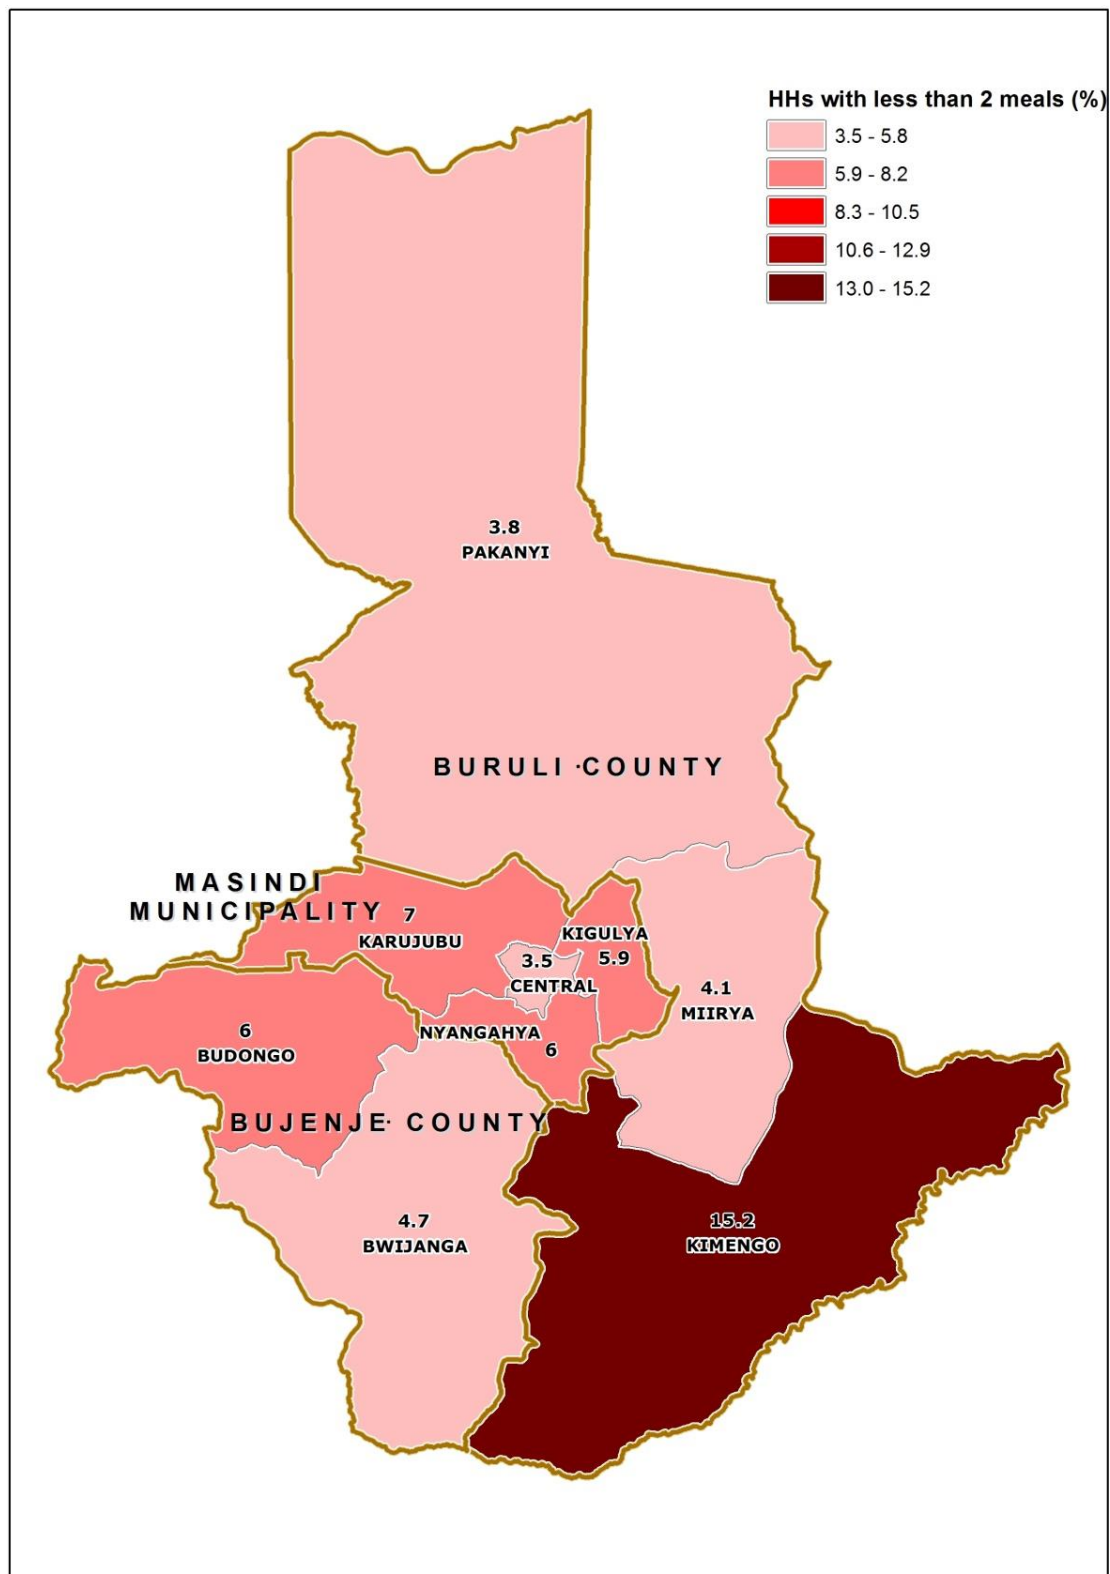 HHs with less than 2 meals (%)
3.5 - 5.8
5.9 - 8.2
8.3 - 10.5
10.6 - 12.9
13.0 - 15.2
3.8
PAKANYI
BURULI COUNTY
MASINDI
MUNICIPALITY
7
KARUJUBU
KIGULYA
5.9
3.5
CENTRAL
4.1
MIIRYA
NYANGAHYA
6
6
BUDONGO
BUJENJE COUNTY
4.7
BWIJANGA
15.2
KIMENGO